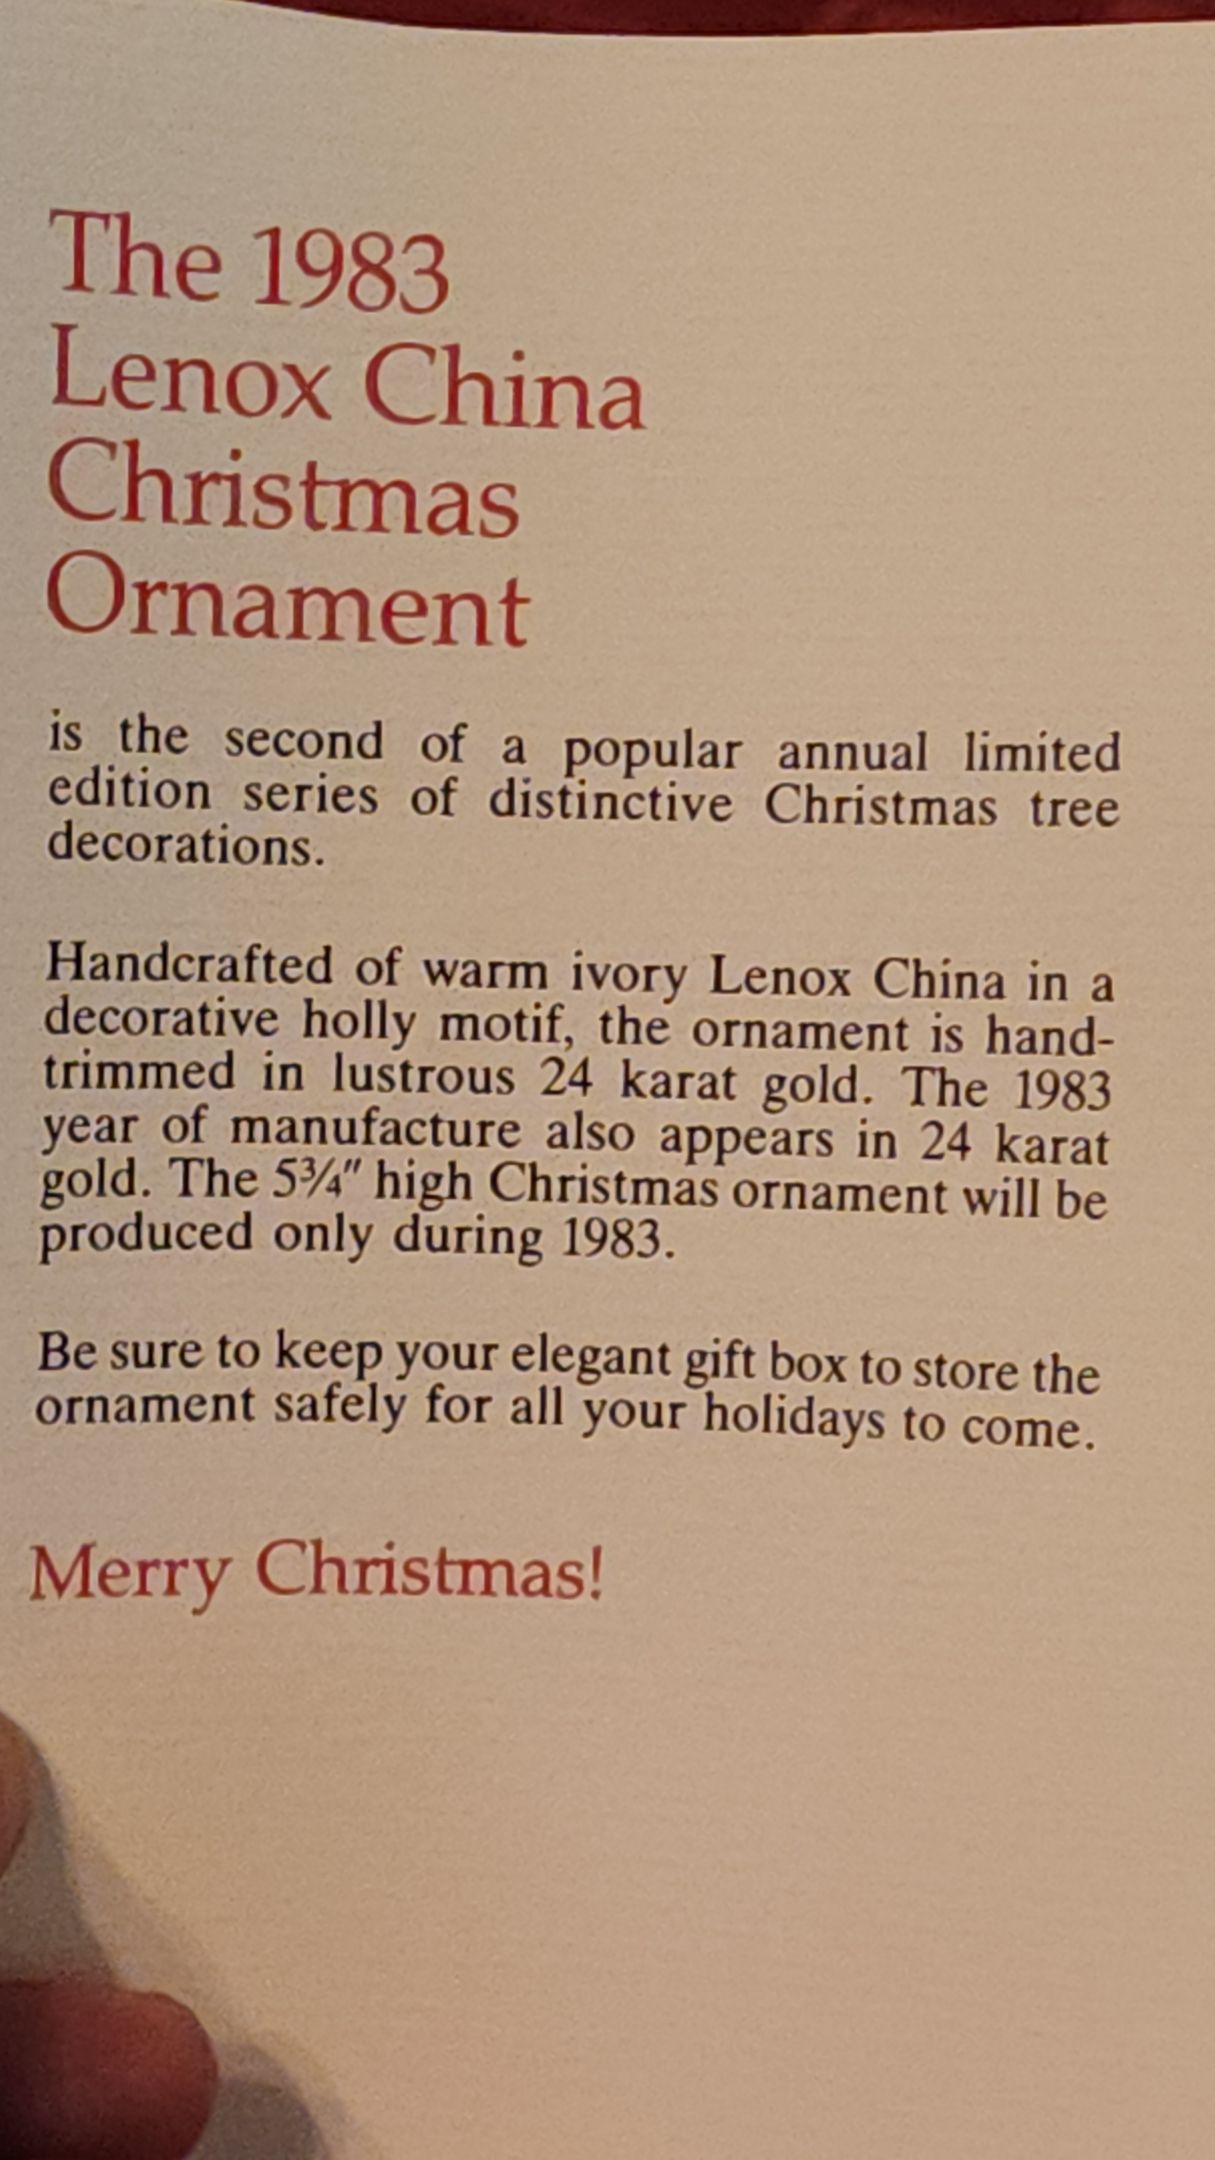 The 1983
Lenox China
Christmas
Ornament
is the second of a popular annual limited
edition series of distinctive Christmas tree
decorations.
Handcrafted of warm ivory Lenox China in a
decorative holly motif, the ornament is hand-
trimmed in lustrous 24 karat gold. The 1983
year of manufacture also appears in 24 karat
gold. The 5¾" high Christmas ornament will be
produced only during 1983.
Be sure to keep your elegant gift box to store the
ornament safely for all your holidays to come.
Merry Christmas!